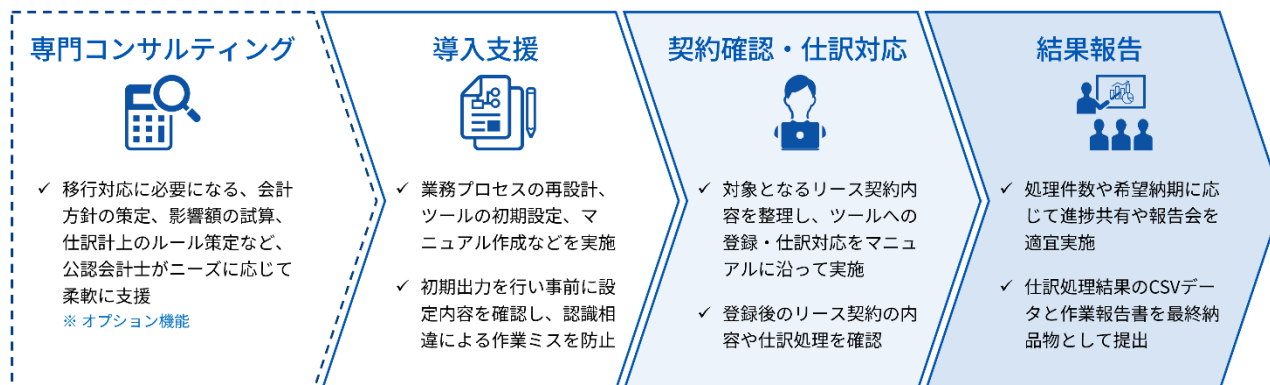 専門コンサルティング
✓ 移行対応に必要になる、会計
方針の策定、影響額の試算、
仕訳計上のルール策定など、
公認会計士がニーズに応じて
柔軟に支援
※ オプション機能
導入支援
✓ 業務プロセスの再設計、
ツールの初期設定、マ
ニュアル作成などを実施
✓ 初期出力を行い事前に設
定内容を確認し、認識相
違による作業ミスを防止
契約確認・仕訳対応
✓ 対象となるリース契約内
容を整理し、ツールへの
登録・仕訳対応をマニュ
アルに沿って実施
✓ 登録後のリース契約の内
容や仕訳処理を確認
結果報告
✓ 処理件数や希望納期に応
じて進捗共有や報告会を
適宜実施
✓ 仕訳処理結果のCSVデー
タと作業報告書を最終納
品物として提出